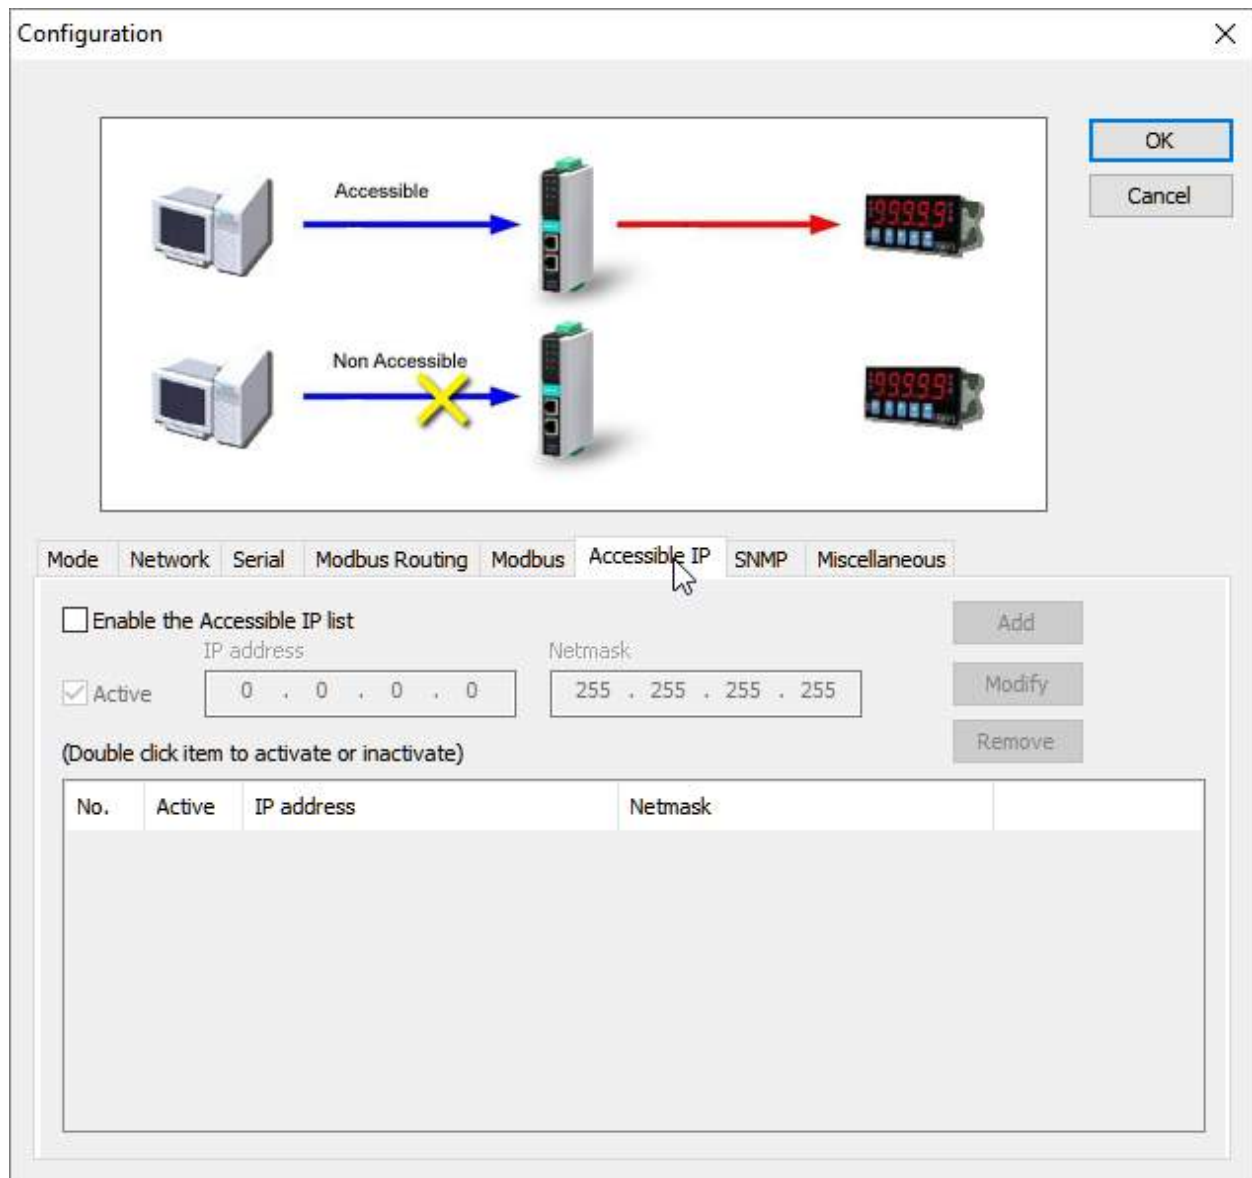 Configuration
OK
Cancel
Accessible
99999
Non Accessible
99999
Mode Network Serial Modbus Routing Modbus Accessible IP SNMP Miscellaneous
Enable the Accessible IP list
Add
IP address Netmask
Active 0 . 0 . 0 . 0 255 . 255 . 255 . 255 Modify
Remove
(Double click item to activate or inactivate)
No. Active IP address Netmask